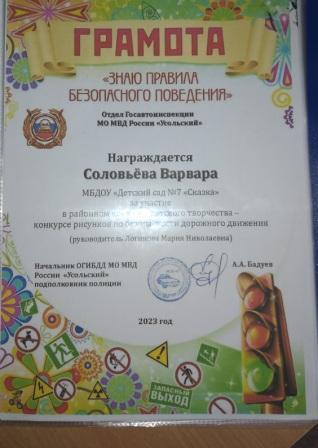 ГРАМОТА
«ЗНАЮ ПРАВИЛА
БЕЗОПАСНОГО ПОВЕДЕНИЯ»
Отдел Госавтоинспекции
МО МВД России «Усольский»
Награждается
Соловьёва Варвара
МБДОУ «Детский сад №7 «Сказка»
за участие
в районном детского творчества –
конкурсе рисунков по безопасности дорожного движения
(руководитель Мария Николаевна)
Начальник ОГИБДД МО МВД
России «Усольский»
подполковник полиции
А.А. Бадуев
2023 год
ЗАПАСНЫЙ
ВЫХОД